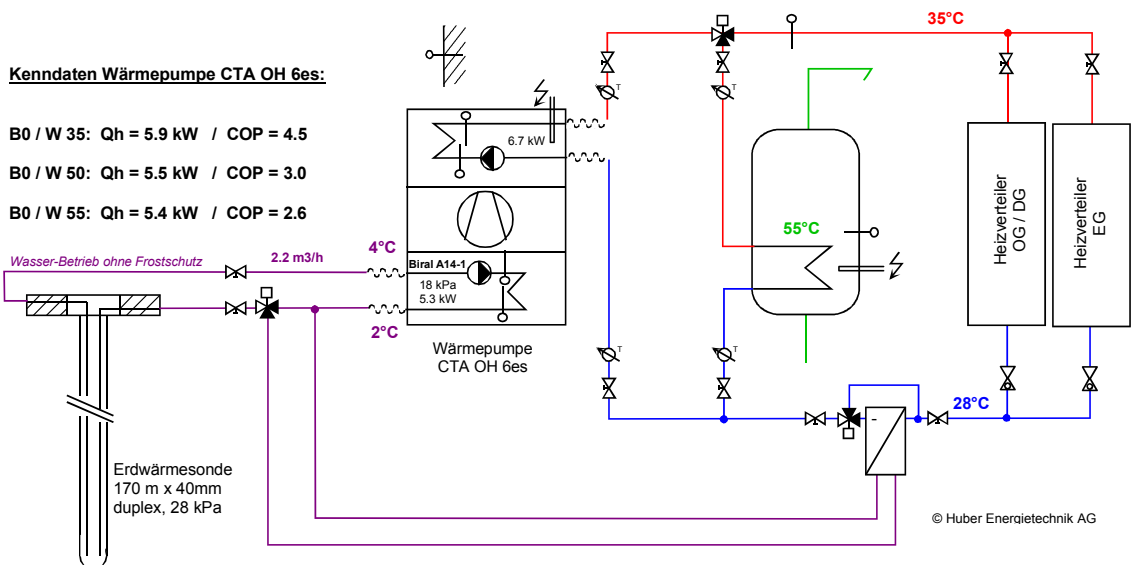 Kenndaten Wärmepumpe CTA OH 6es:
B0 / W 35: Qh = 5.9 kW / COP = 4.5
B0 / W 50: Qh = 5.5 kW / COP = 3.0
B0 / W 55: Qh = 5.4 kW / COP = 2.6
Wasser-Betrieb ohne Frostschutz
2.2 m3/h
4°C
2°C
6.7 kW
Biral A14-1
18 kPa
5.3 kW
Wärmepumpe
CTA OH 6es
Erdwärmesonde
170 m x 40mm
duplex, 28 kPa
T
T
T
T
35°C
55°C
28°C
-
Heizverteiler
OG / DG
Heizverteiler
EG
© Huber Energietechnik AG